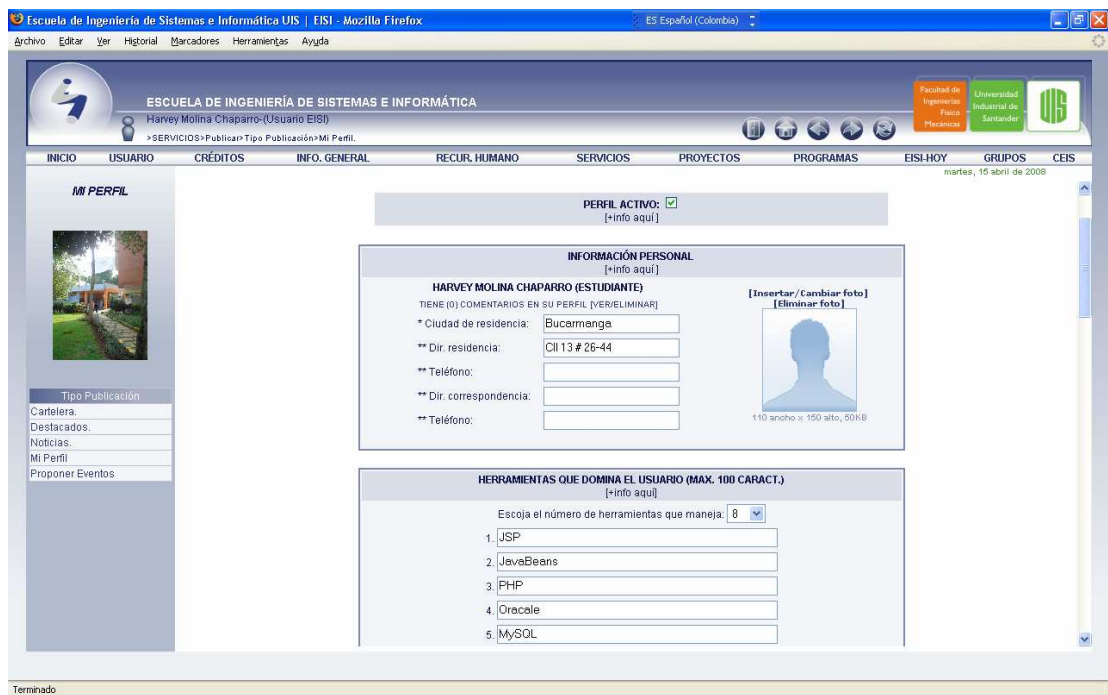 Escuela de Ingeniería de Sistemas e Informática UIS | EISI - Mozilla Firefox
ES Español (Colombia)
Archivo Editar Ver Historial Marcadores Herramientas Ayuda
ESCUELA DE INGENIERÍA DE SISTEMAS E INFORMÁTICA
Harvey Molina Chaparro-(Usuario EISI)
>SERVICIOS>Publicar>Tipo Publicación>Mi Perfil.
Facultad de
Ingenierías
Físico
Mecánicas
Universidad
Industrial de
Santander
UIS
INICIO USUARIO CRÉDITOS INFO. GENERAL RECUR. HUMANO SERVICIOS PROYECTOS PROGRAMAS EISI-HOY GRUPOS CEIS
martes, 15 abril de 2008
MI PERFIL
Tipo Publicación
Cartelera.
Destacados.
Noticias.
Mi Perfil
Proponer Eventos
PERFIL ACTIVO:
[+info aquí ]
INFORMACIÓN PERSONAL
[+info aquí ]
HARVEY MOLINA CHAPARRO (ESTUDIANTE)
TIENE (0) COMENTARIOS EN SU PERFIL [VER/ELIMINAR]
* Ciudad de residencia: Bucarmanga
** Dir. residencia: Cll 13 # 26-44
** Teléfono:
** Dir. correspondencia:
** Teléfono:
[Insertar/Cambiar foto]
[Eliminar foto]
110 ancho x 150 alto, 50KB
HERRAMIENTAS QUE DOMINA EL USUARIO (MAX. 100 CARACT.)
[+info aquí]
Escoja el número de herramientas que maneja: 8
1. JSP
2. JavaBeans
3. PHP
4. Oracale
5. MySQL
Terminado